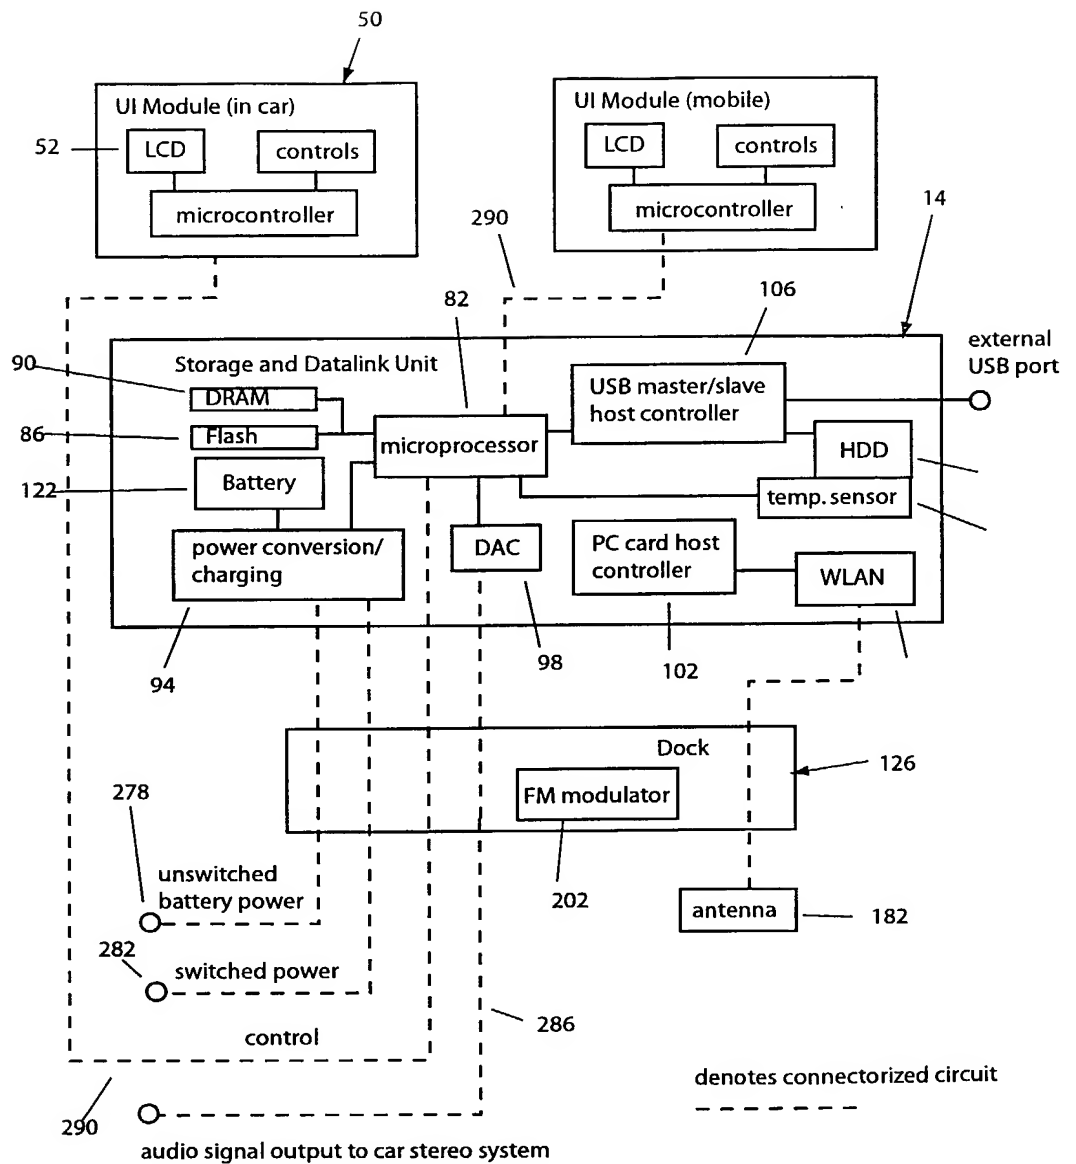 50
UI Module (in car)
52
LCD
controls
microcontroller
UI Module (mobile)
LCD
controls
microcontroller
290
14
82
106
external
USB port
Storage and Datalink Unit
90
DRAM
86
Flash
122
Battery
microprocessor
USB master/slave
host controller
HDD
temp. sensor
power conversion/
charging
DAC
PC card host
controller
WLAN
94
98
102
Dock
126
FM modulator
202
278
unswitched
battery power
antenna
182
282
switched power
286
control
290
denotes connectorized circuit
audio signal output to car stereo system